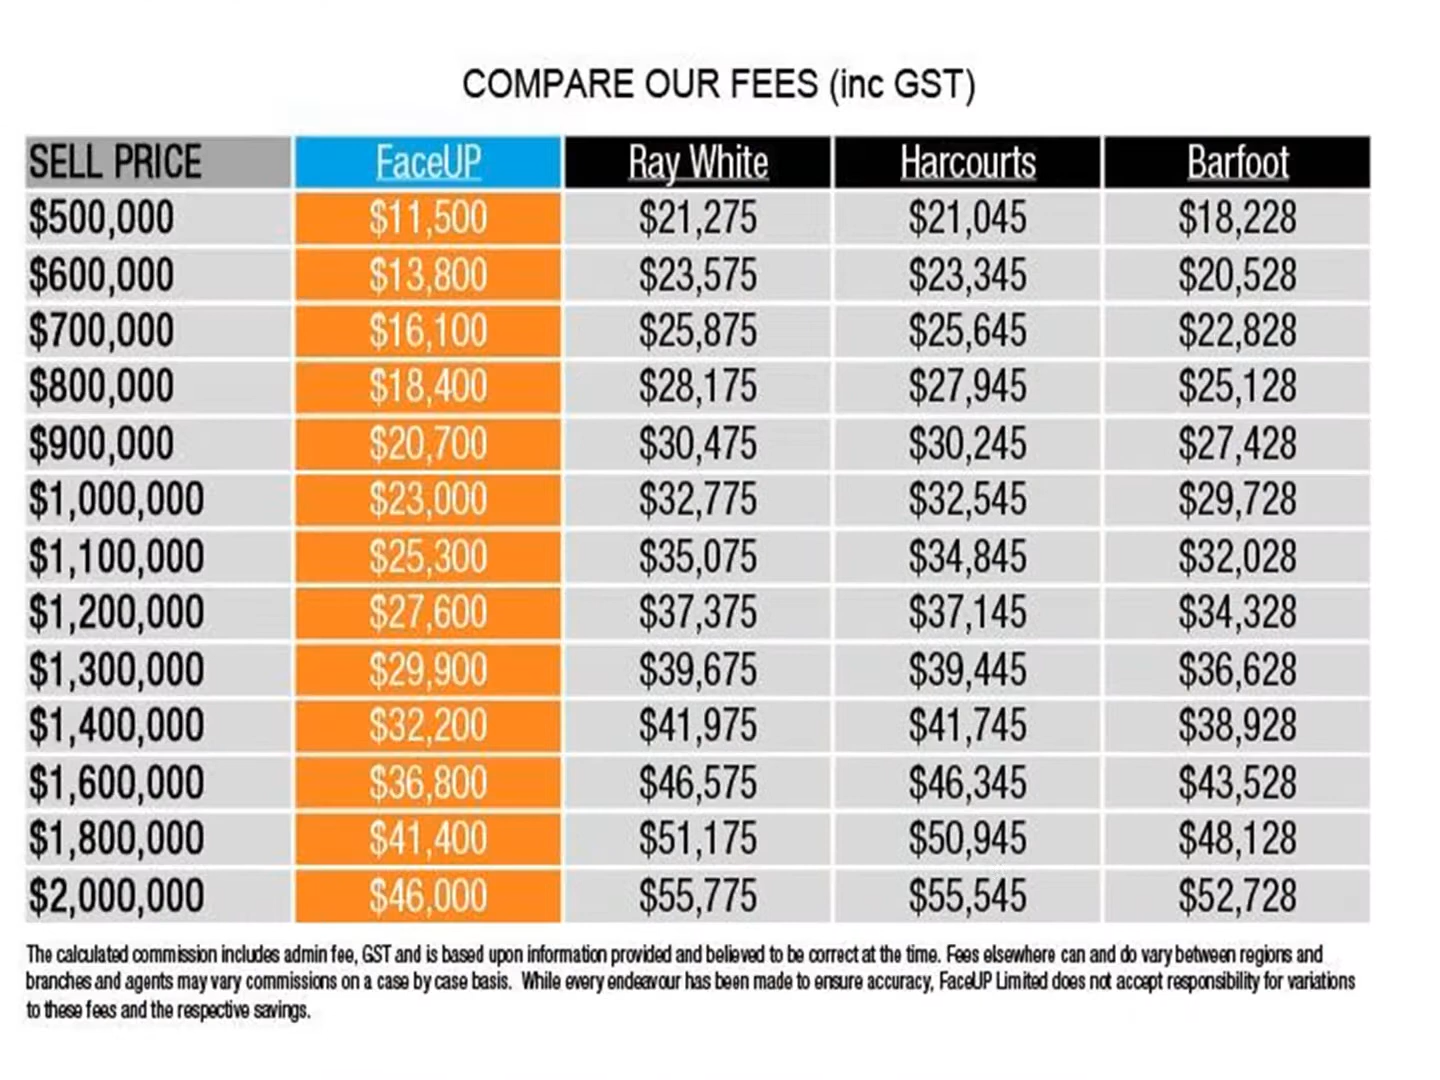 COMPARE OUR FEES (inc GST)
SELL PRICE FaceUP Ray White Harcourts Barfoot
$500,000 $11,500 $21,275 $21,045 $18,228
$600,000 $13,800 $23,575 $23,345 $20,528
$700,000 $16,100 $25,875 $25,645 $22,828
$800,000 $18,400 $28,175 $27,945 $25,128
$900,000 $20,700 $30,475 $30,245 $27,428
$1,000,000 $23,000 $32,775 $32,545 $29,728
$1,100,000 $25,300 $35,075 $34,845 $32,028
$1,200,000 $27,600 $37,375 $37,145 $34,328
$1,300,000 $29,900 $39,675 $39,445 $36,628
$1,400,000 $32,200 $41,975 $41,745 $38,928
$1,600,000 $36,800 $46,575 $46,345 $43,528
$1,800,000 $41,400 $51,175 $50,945 $48,128
$2,000,000 $46,000 $55,775 $55,545 $52,728
The calculated commission includes admin fee, GST and is based upon information provided and believed to be correct at the time. Fees elsewhere can and do vary between regions and
branches and agents may vary commissions on a case by case basis. While every endeavour has been made to ensure accuracy, FaceUP Limited does not accept responsibility for variations
to these fees and the respective savings.